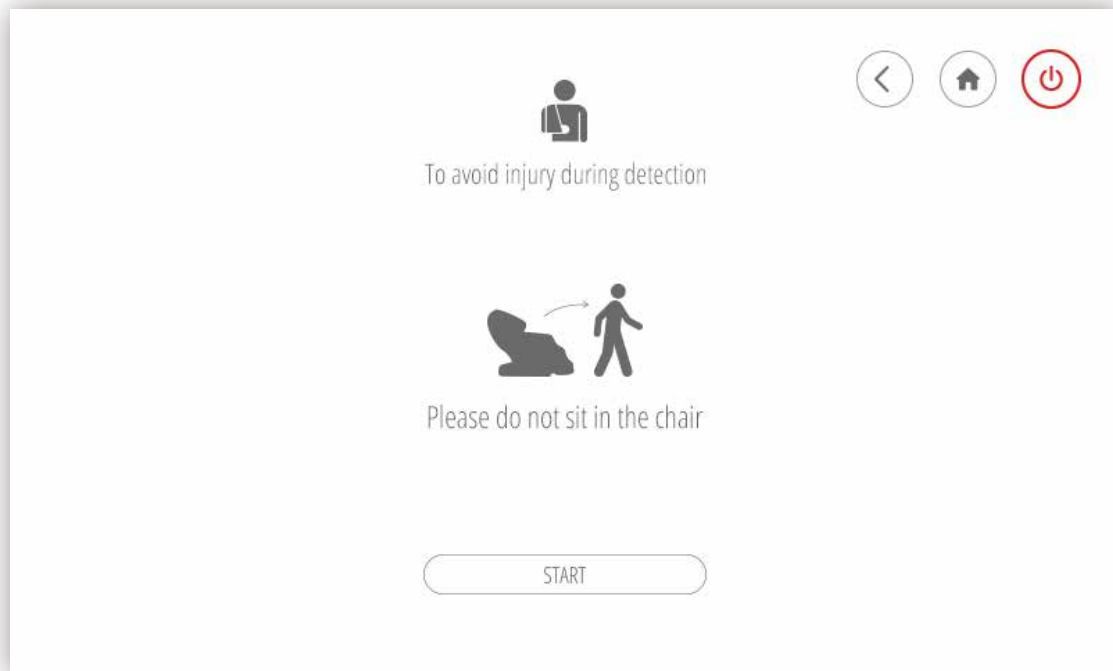 To avoid injury during detection
Please do not sit in the chair
START